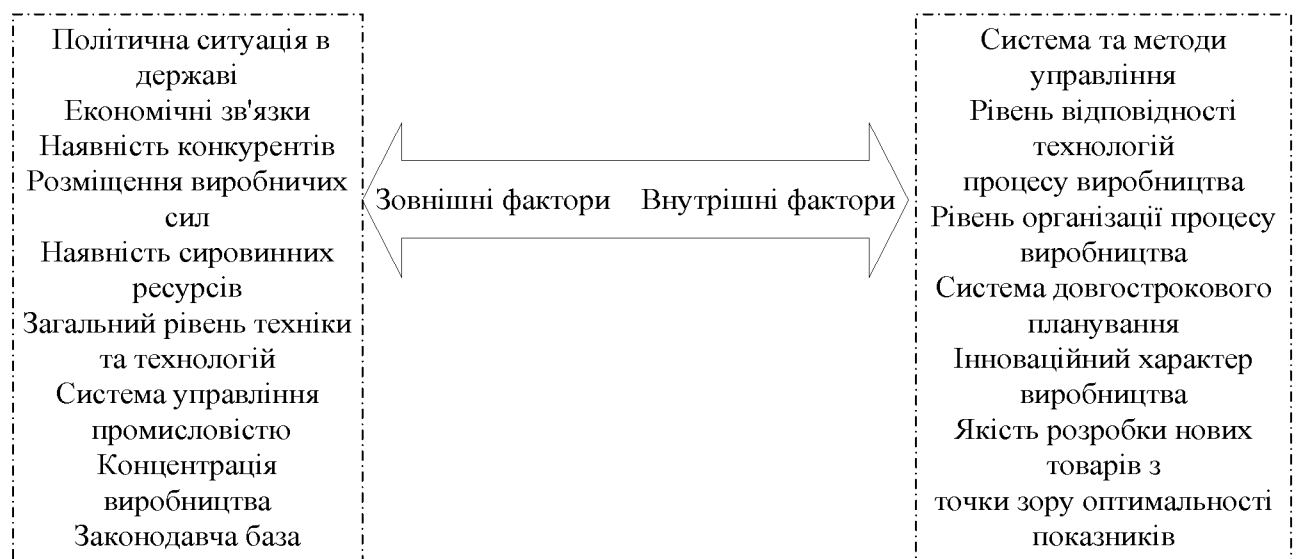 Політична ситуація в
державі
Економічні зв'язки
Наявність конкурентів
Розміщення виробничих
сил
Наявність сировинних
ресурсів
Загальний рівень техніки
та технологій
Система управління
промисловістю
Концентрація
виробництва
Законодавча база
Зовнішні фактори Внутрішні фактори
Система та методи
управління
Рівень відповідності
технологій
процесу виробництва
Рівень організації процесу
виробництва
Система довгострокового
планування
Інноваційний характер
виробництва
Якість розробки нових
товарів з
точки зору оптимальності
показників